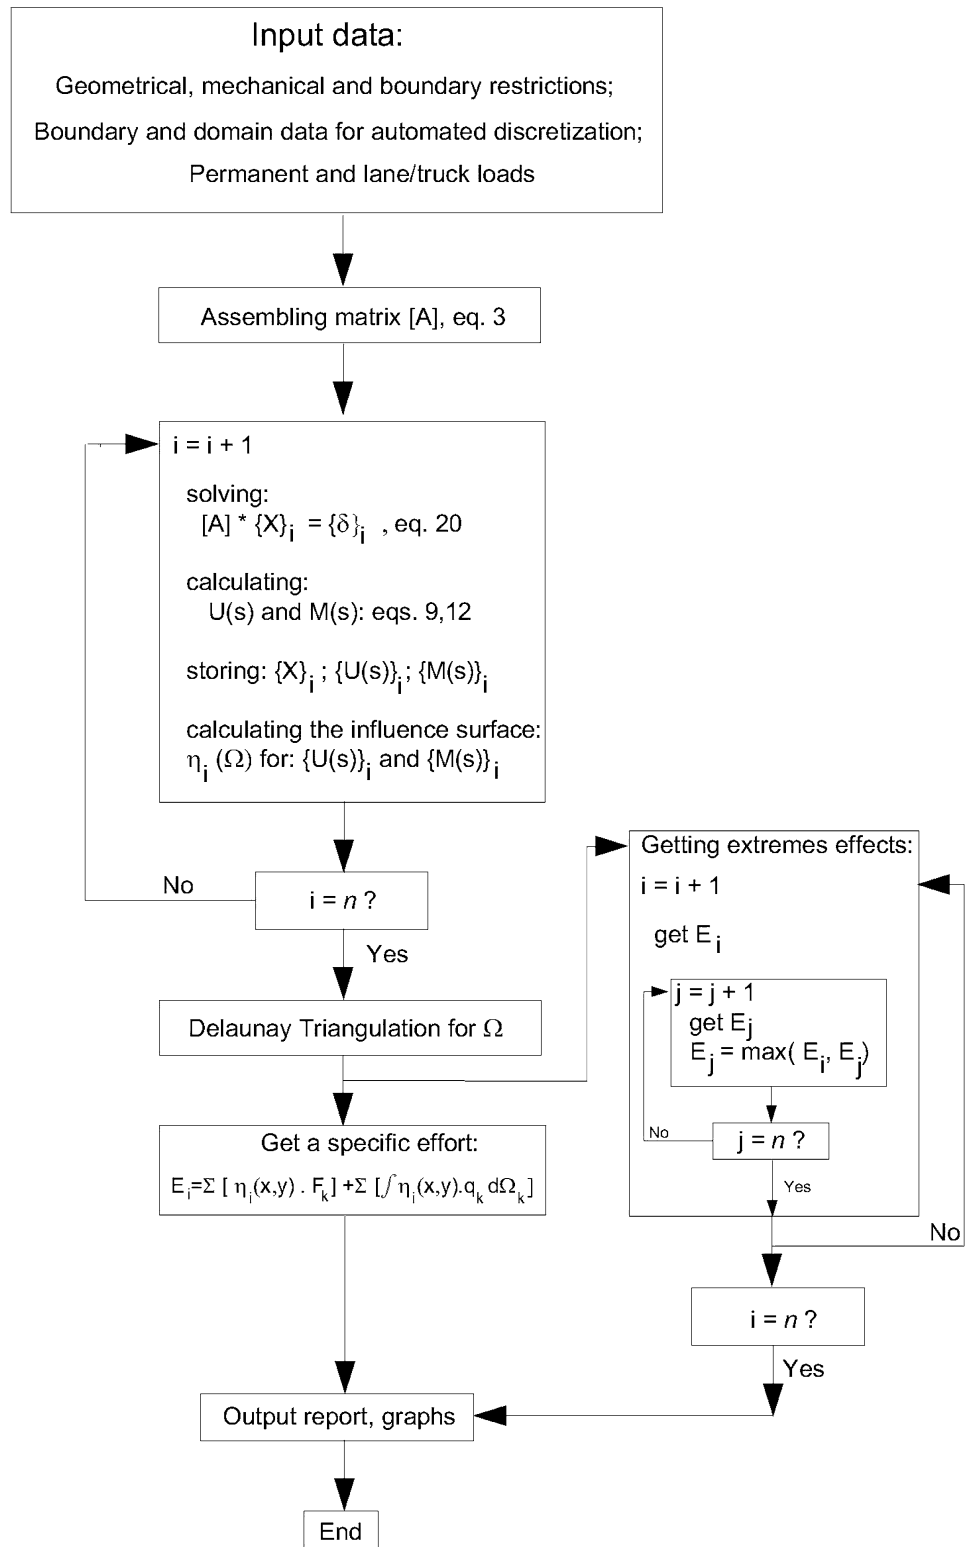 Input data:
Geometrical, mechanical and boundary restrictions;
Boundary and domain data for automated discretization;
Permanent and lane/truck loads
Assembling matrix [A], eq. 3
i = i + 1
solving:
[A] * {X}i = {δ}i , eq. 20
calculating:
U(s) and M(s): eqs. 9,12
storing: {X}i ; {U(s)}i; {M(s)}i
calculating the influence surface:
ηi (Ω) for: {U(s)}i and {M(s)}i
No
i = n ?
Yes
Delaunay Triangulation for Ω
Get a specific effort:
Ei=Σ [ ηi(x,y) . Fk] +Σ [∫ηi(x,y).qk dΩk]
Getting extremes effects:
i = i + 1
get Ei
j = j + 1
get Ej
Ej = max( Ei, Ej)
No
j = n ?
Yes
No
i = n ?
Yes
Output report, graphs
End